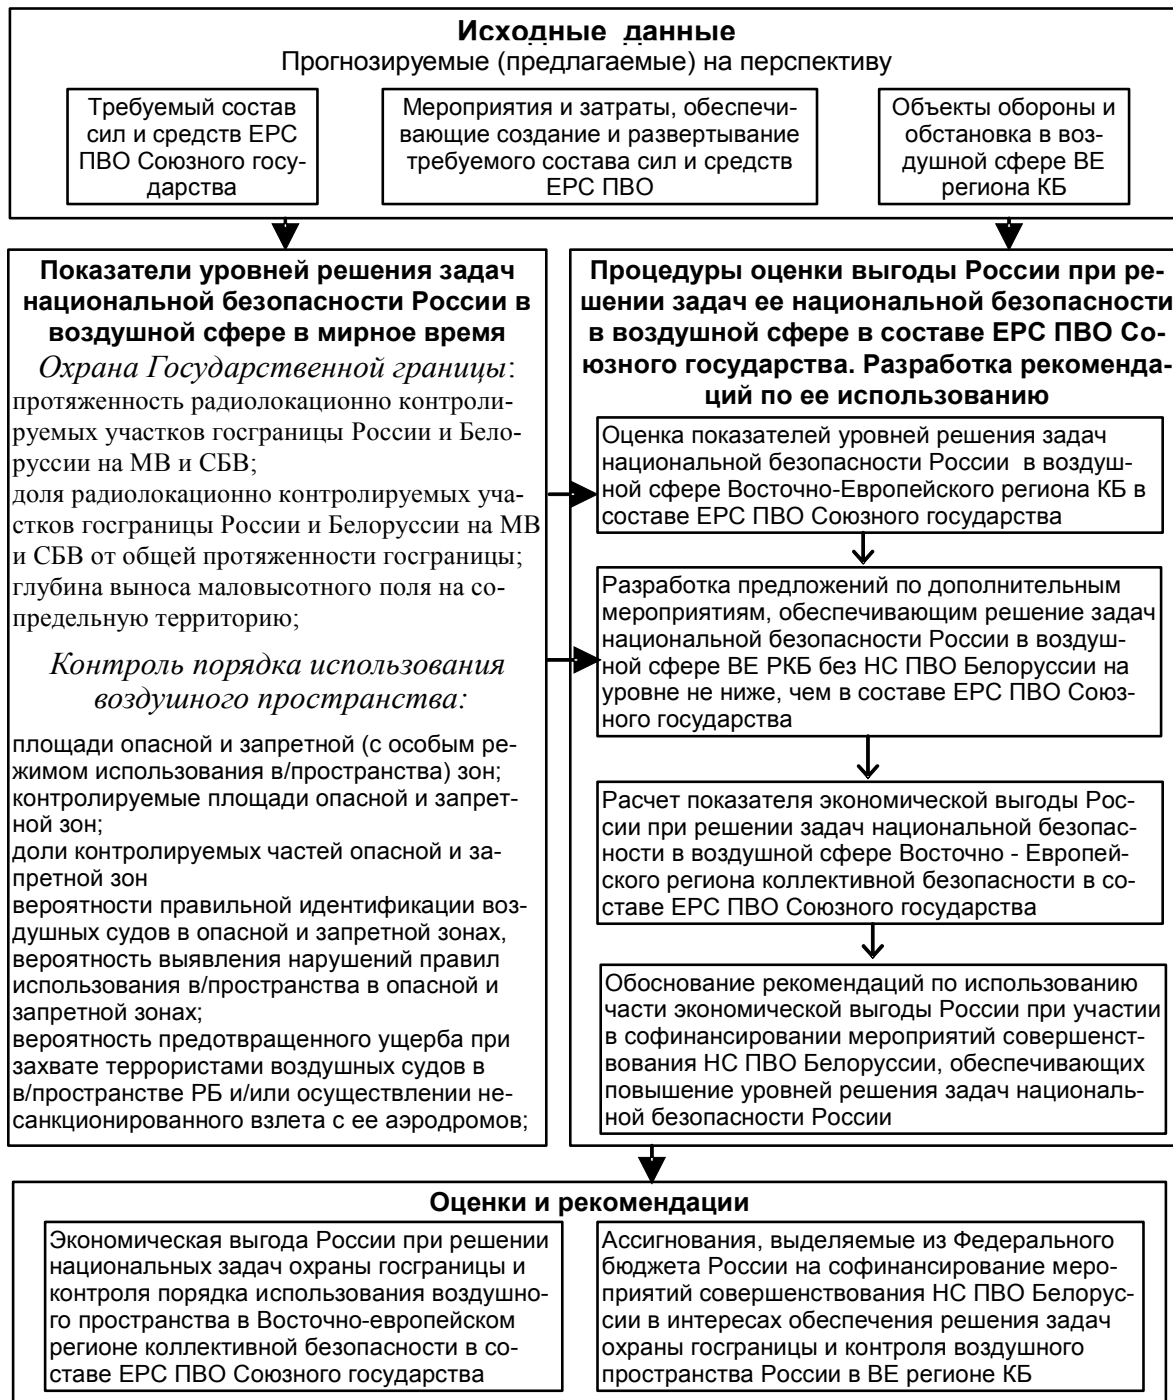 Исходные данные
Прогнозируемые (предлагаемые) на перспективу
Требуемый состав
сил и средств ЕРС
ПВО Союзного госу-
дарства
Мероприятия и затраты, обеспечи-
вающие создание и развертывание
требуемого состава сил и средств
ЕРС ПВО
Объекты обороны и
обстановка в воз-
душной сфере ВЕ
региона КБ
Показатели уровней решения задач
национальной безопасности России в
воздушной сфере в мирное время
Охрана Государственной границы:
протяженность радиолокационно контроли-
руемых участков госграницы России и Бело-
руссии на МВ и СБВ;
доля радиолокационно контролируемых уча-
стков госграницы России и Белоруссии на МВ
и СБВ от общей протяженности госграницы;
глубина выноса маловысотного поля на со-
предельную территорию;
Контроль порядка использования
воздушного пространства:
площади опасной и запретной (с особым ре-
жимом использования в/пространства) зон;
контролируемые площади опасной и запрет-
ной зон;
доли контролируемых частей опасной и за-
претной зон
вероятности правильной идентификации воз-
душных судов в опасной и запретной зонах,
вероятность выявления нарушений правил
использования в/пространства в опасной и
запретной зонах;
вероятность предотвращенного ущерба при
захвате террористами воздушных судов в
в/пространстве РБ и/или осуществлении не-
санкционированного взлета с ее аэродромов;
Процедуры оценки выгоды России при ре-
шении задач ее национальной безопасности
в воздушной сфере в составе ЕРС ПВО Со-
юзного государства. Разработка рекоменда-
ций по ее использованию
Оценка показателей уровней решения задач
национальной безопасности России в воздуш-
ной сфере Восточно-Европейского региона КБ в
составе ЕРС ПВО Союзного государства
Разработка предложений по дополнительным
мероприятиям, обеспечивающим решение задач
национальной безопасности России в воздуш-
ной сфере ВЕ РКБ без НС ПВО Белоруссии на
уровне не ниже, чем в составе ЕРС ПВО Союз-
ного государства
Расчет показателя экономической выгоды Рос-
сии при решении задач национальной безопас-
ности в воздушной сфере Восточно - Европей-
ского региона коллективной безопасности в со-
ставе ЕРС ПВО Союзного государства
Обоснование рекомендаций по использованию
части экономической выгоды России при участии
в софинансировании мероприятий совершенст-
вования НС ПВО Белоруссии, обеспечивающих
повышение уровней решения задач националь-
ной безопасности России
Оценки и рекомендации
Экономическая выгода России при решении
национальных задач охраны госграницы и
контроля порядка использования воздушно-
го пространства в Восточно-европейском
регионе коллективной безопасности в со-
ставе ЕРС ПВО Союзного государства
Ассигнования, выделяемые из Федерального
бюджета России на софинансирование меро-
приятий совершенствования НС ПВО Белорус-
сии в интересах обеспечения решения задач
охраны госграницы и контроля воздушного
пространства России в ВЕ регионе КБ